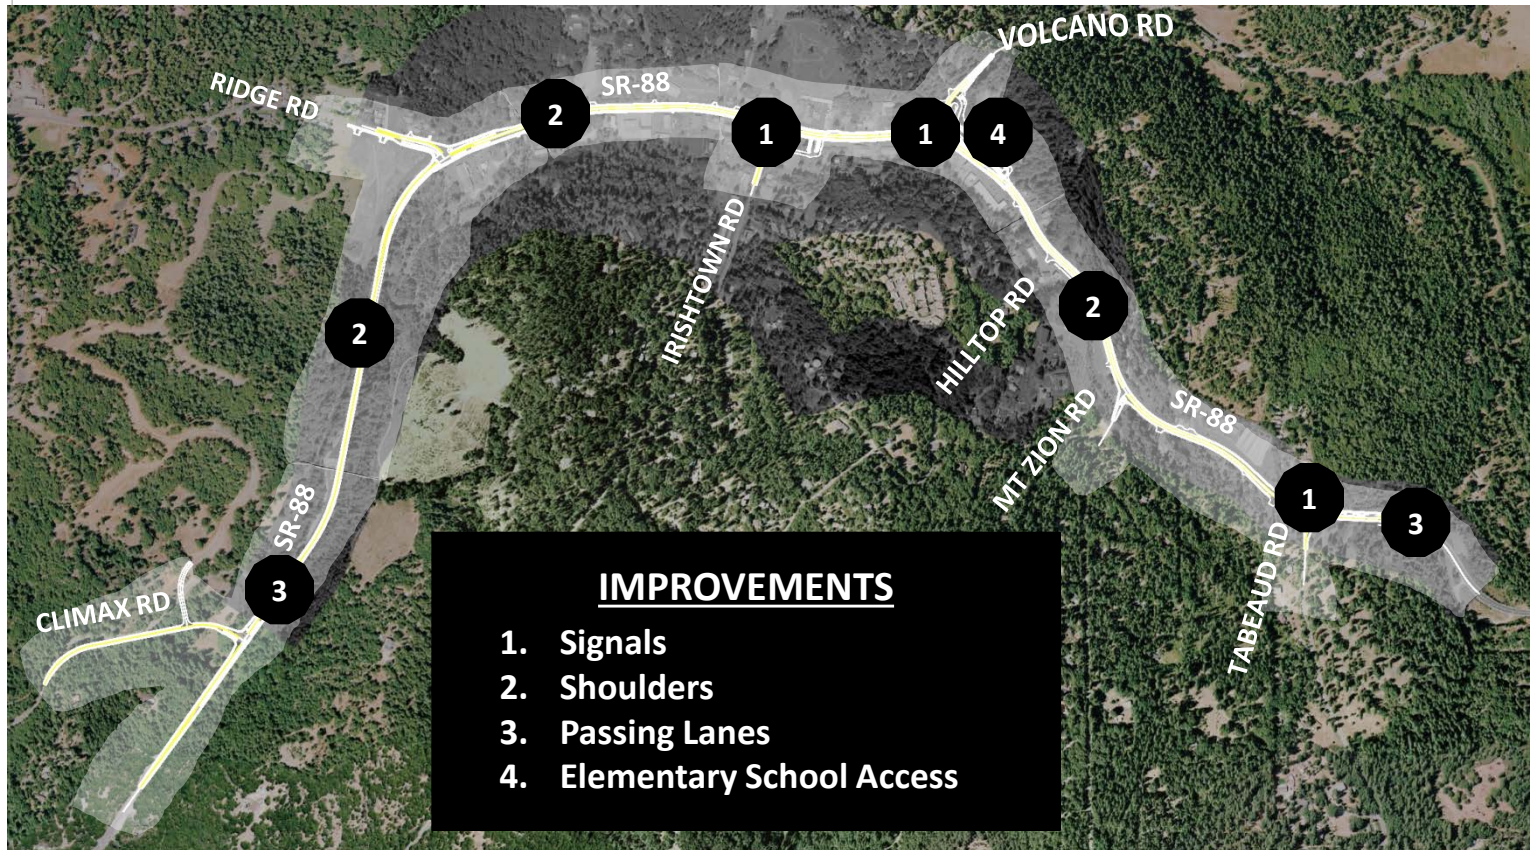 VOLCANO RD
RIDGE RD
SR-88
2
1
1
4
IRISHTOWN RD
HILLTOP RD
2
2
MT ZION RD
SR-88
SR-88
1
3
TABEAUD RD
3
CLIMAX RD
IMPROVEMENTS
1. Signals
2. Shoulders
3. Passing Lanes
4. Elementary School Access